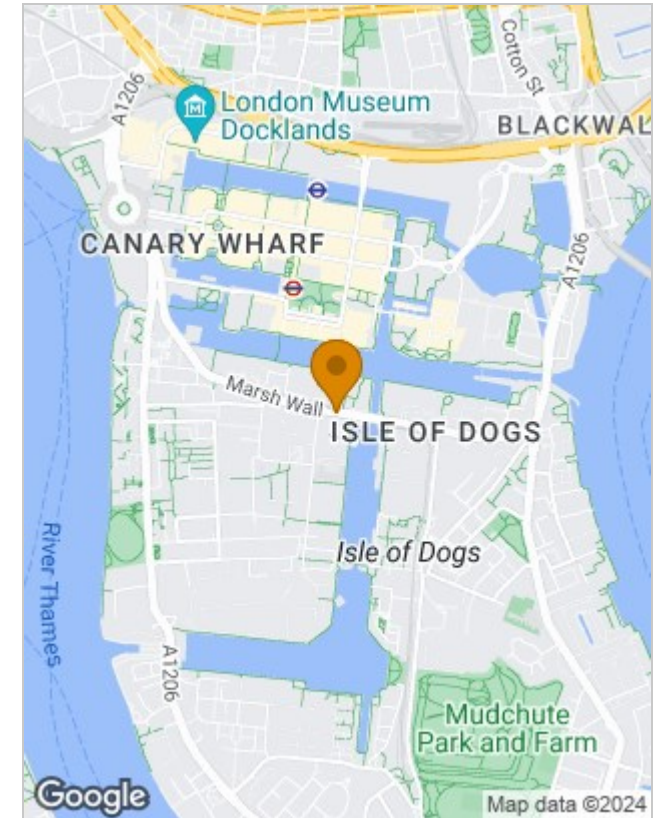 A1206
Cotton St
London Museum
Docklands
BLACKWAL
CANARY WHARF
A1206
Marsh Wall
ISLE OF DOGS
Isle of Dogs
River Thames
A1206
Mudchute
Park and Farm
Google
Map data ©2024